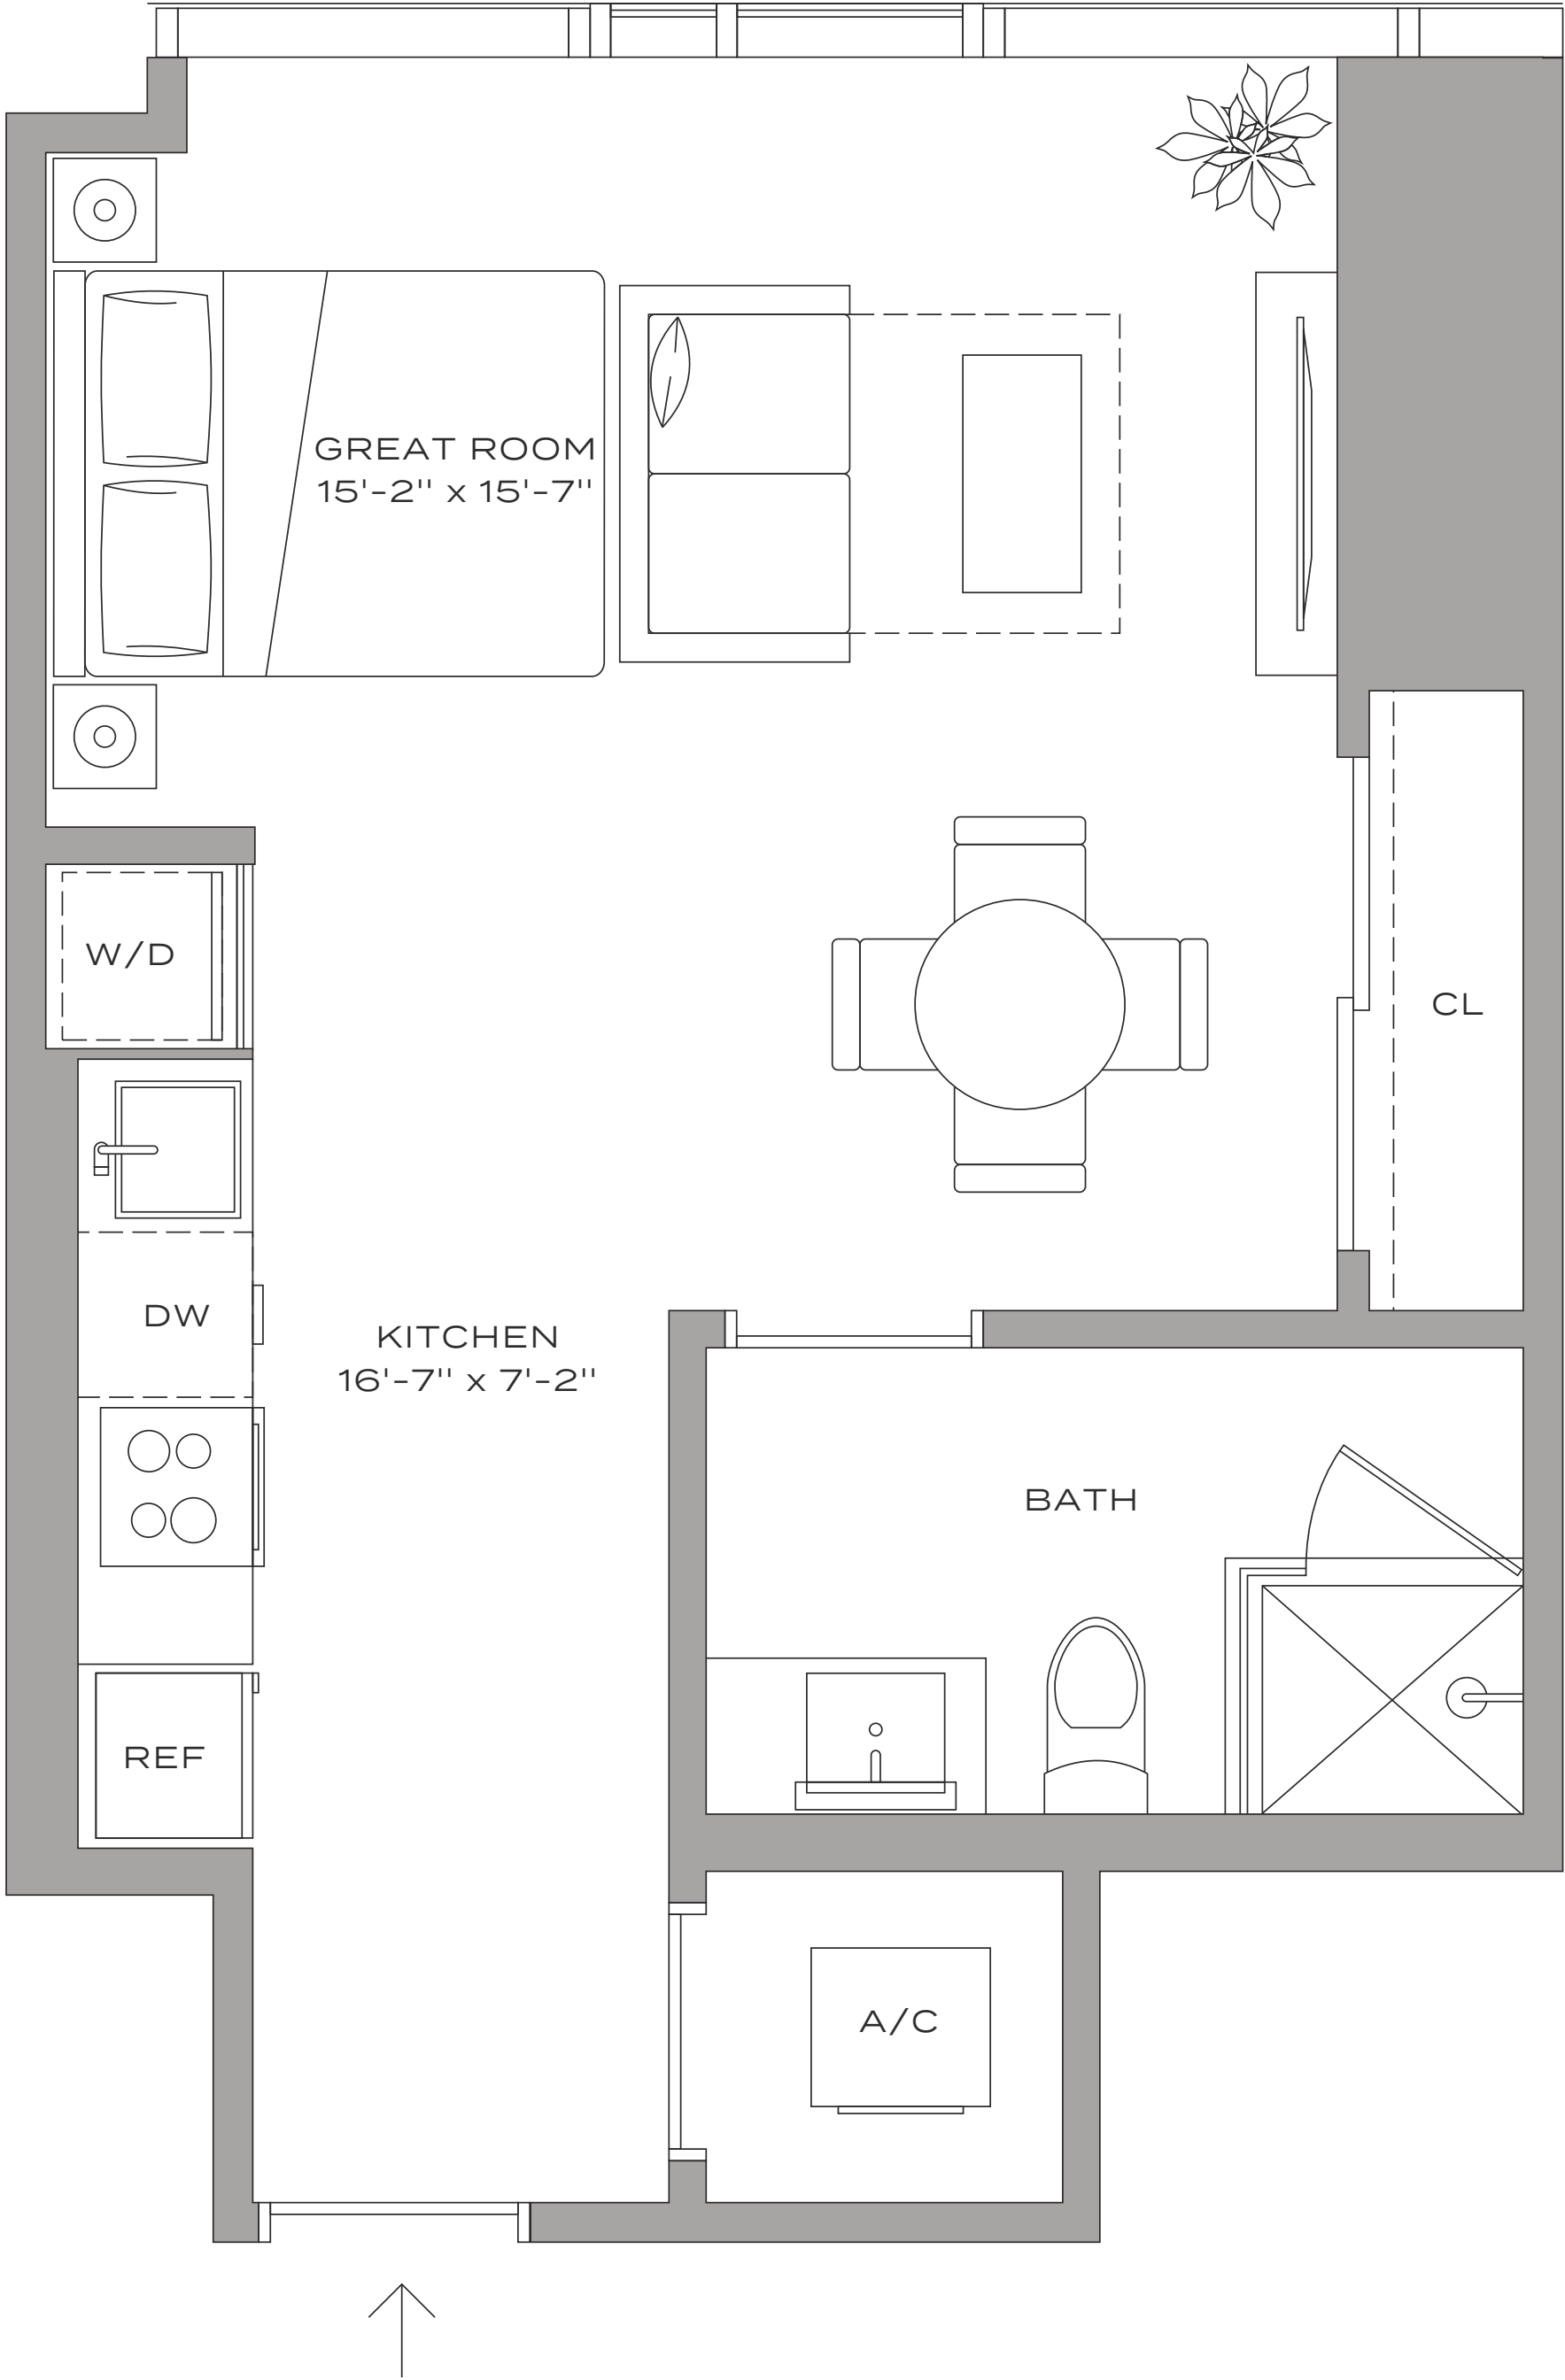 GREAT ROOM
15'-2'' x 15'-7''
W/D
CL
DW
KITCHEN
16'-7'' x 7'-2''
BATH
REF
A/C